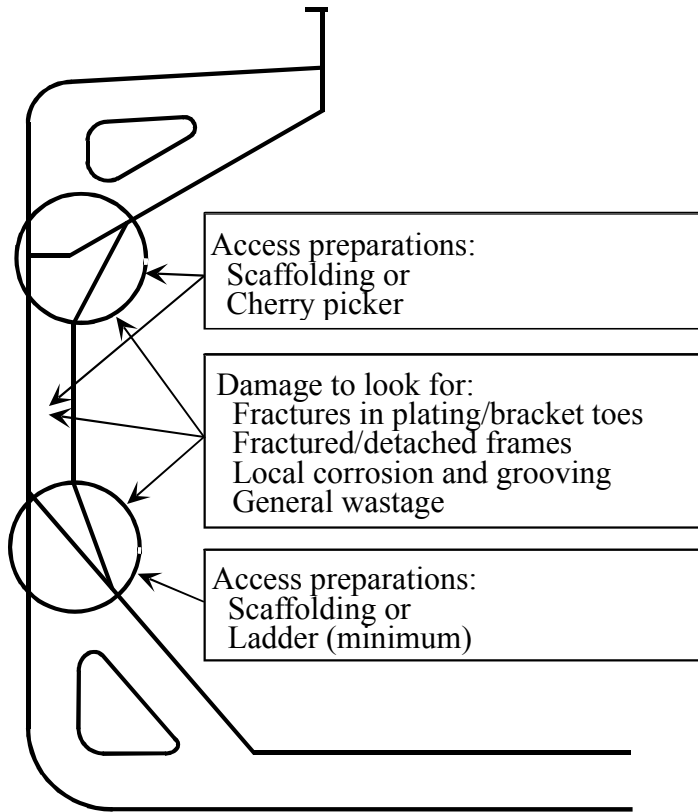 Access preparations:
Scaffolding or
Cherry picker
Damage to look for:
Fractures in plating/bracket toes
Fractured/detached frames
Local corrosion and grooving
General wastage
Access preparations:
Scaffolding or
Ladder (minimum)